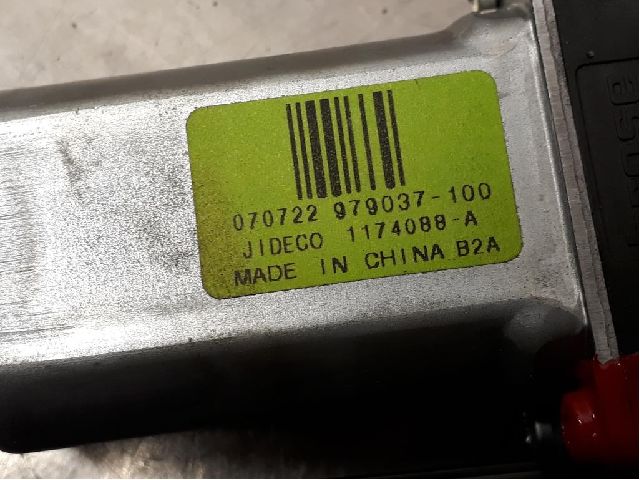 070722 979037-100
JIDECO 1174088-A
MADE IN CHINA B2A